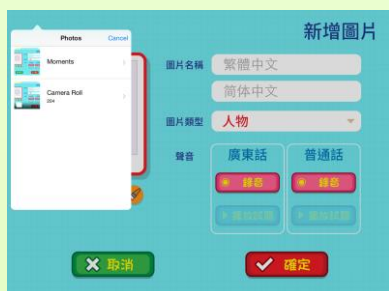 新增圖片
Photos
Cancel
Moments
Camera Roll
圖片名稱
繁體中文
简体中文
圖片類型
人物
聲音
廣東話
普通話
錄音
錄音
取消
確定